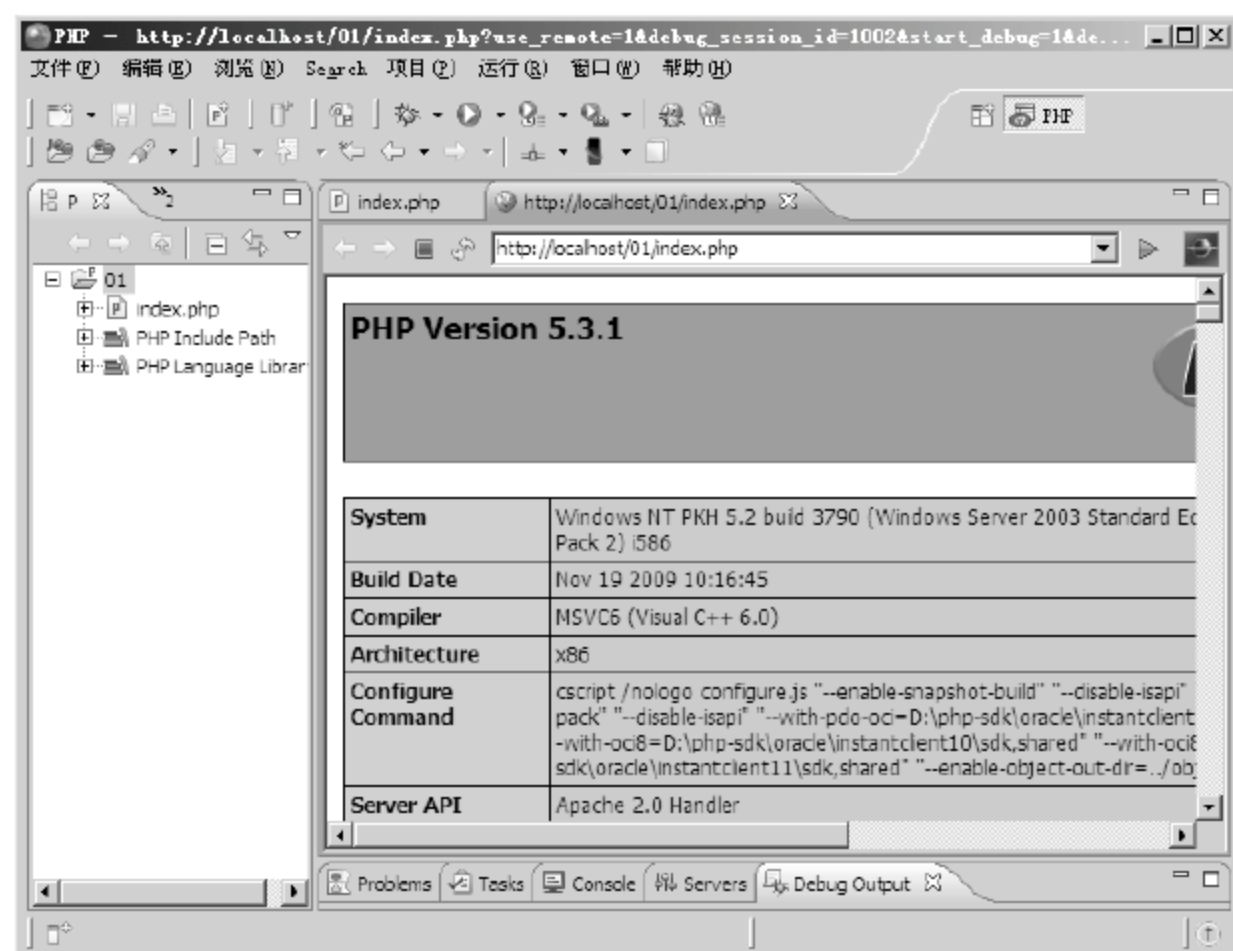 PHP - http://localhost/01/index.php?use_remote=1&debug_session_id=1002&start_debug=1&de...
文件(F) 编辑(E) 浏览(N) Search 项目(P) 运行(R) 窗口(W) 帮助(H)
PHP
P
»2
index.php
http://localhost/01/index.php
http://localhost/01/index.php
01
index.php
PHP Include Path
PHP Language Librar
PHP Version 5.3.1
System Windows NT PKH 5.2 build 3790 (Windows Server 2003 Standard Ed
Pack 2) i586
Build Date Nov 19 2009 10:16:45
Compiler MSVC6 (Visual C++ 6.0)
Architecture x86
Configure Command
cscript /nologo configure.js "--enable-snapshot-build" "--disable-isapi"
pack" "--disable-isapi" "--with-pdo-oci=D:\php-sdk\oracle\instantclient
-with-oci8=D:\php-sdk\oracle\instantclient10\sdk,shared" "--with-oci8
sdk\oracle\instantclient11\sdk,shared" "--enable-object-out-dir=../obj
Server API Apache 2.0 Handler
Problems Tasks Console Servers Debug Output